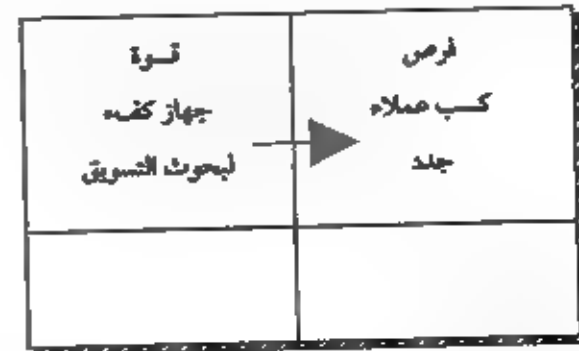 فرص
كسب عملاء
جدد
قوة
جهاز كفء
لبحوث التسويق